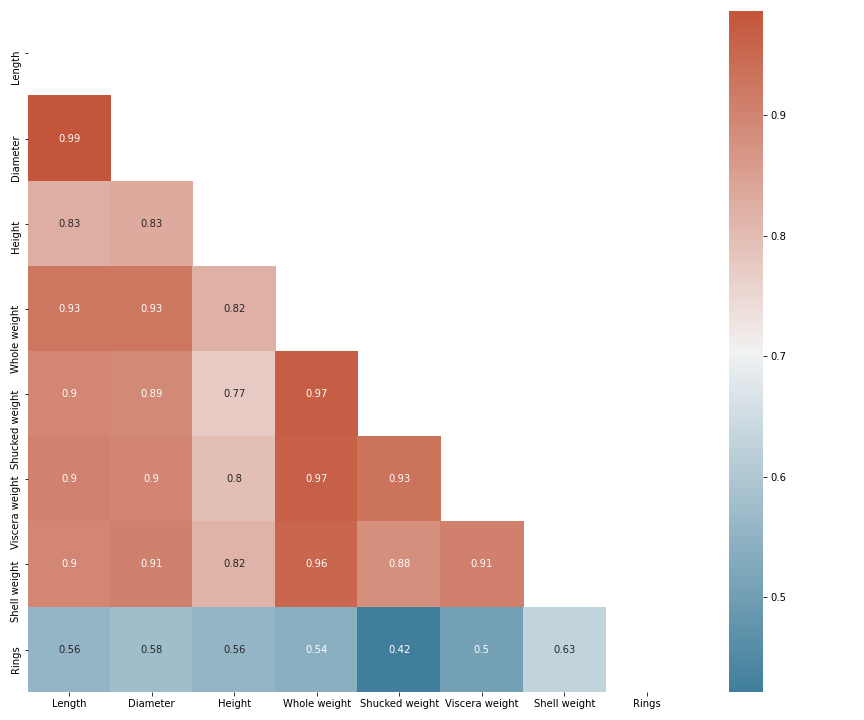 Length
Diameter 0.99
Height 0.83 0.83
Whole weight 0.93 0.93 0.82
Shucked weight 0.9 0.89 0.77 0.97
Viscera weight 0.9 0.9 0.8 0.97 0.93
Shell weight 0.9 0.91 0.82 0.96 0.88 0.91
Rings 0.56 0.58 0.56 0.54 0.42 0.5 0.63
Length Diameter Height Whole weight Shucked weight Viscera weight Shell weight Rings
0.9
0.8
0.7
0.6
0.5